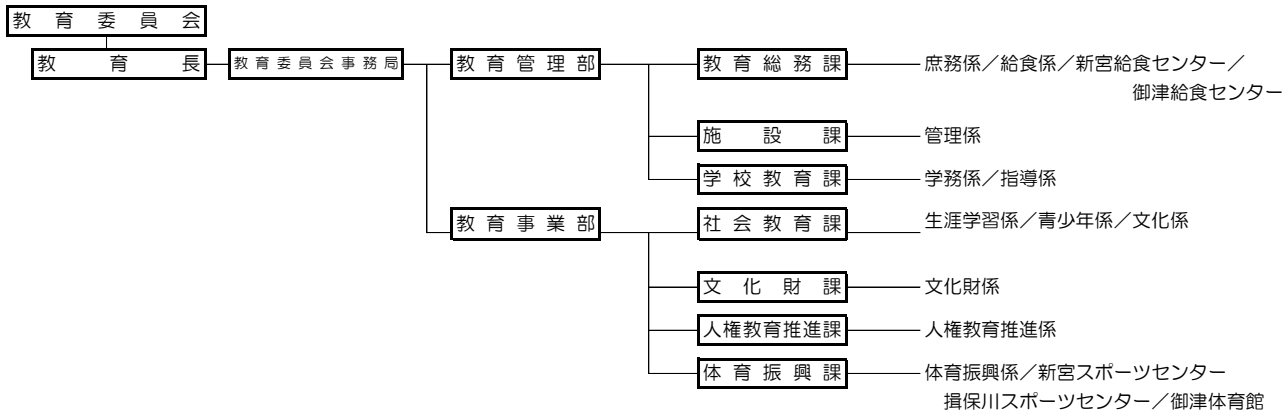 教育委員会
教育長 教育委員会事務局 教育管理部 教育総務課 庶務係／給食係／新宮給食センター／
御津給食センター
施設課 管理係
学校教育課 学務係／指導係
教育事業部 社会教育課 生涯学習係／青少年係／文化係
文化財課 文化財係
人権教育推進課 人権教育推進係
体育振興課 体育振興係／新宮スポーツセンター
揖保川スポーツセンター／御津体育館